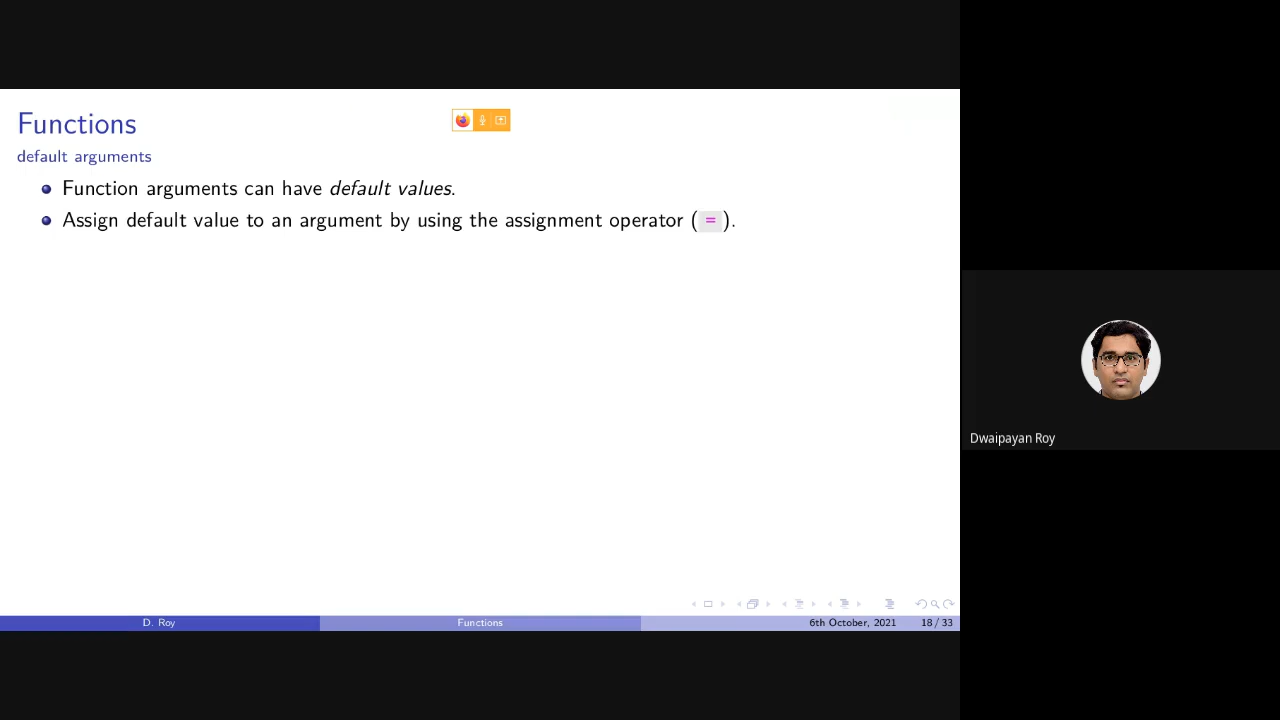 Functions
default arguments
Function arguments can have default values.
Assign default value to an argument by using the assignment operator ( = ).
Dwaipayan Roy
D. Roy
Functions
6th October, 2021
18 / 33